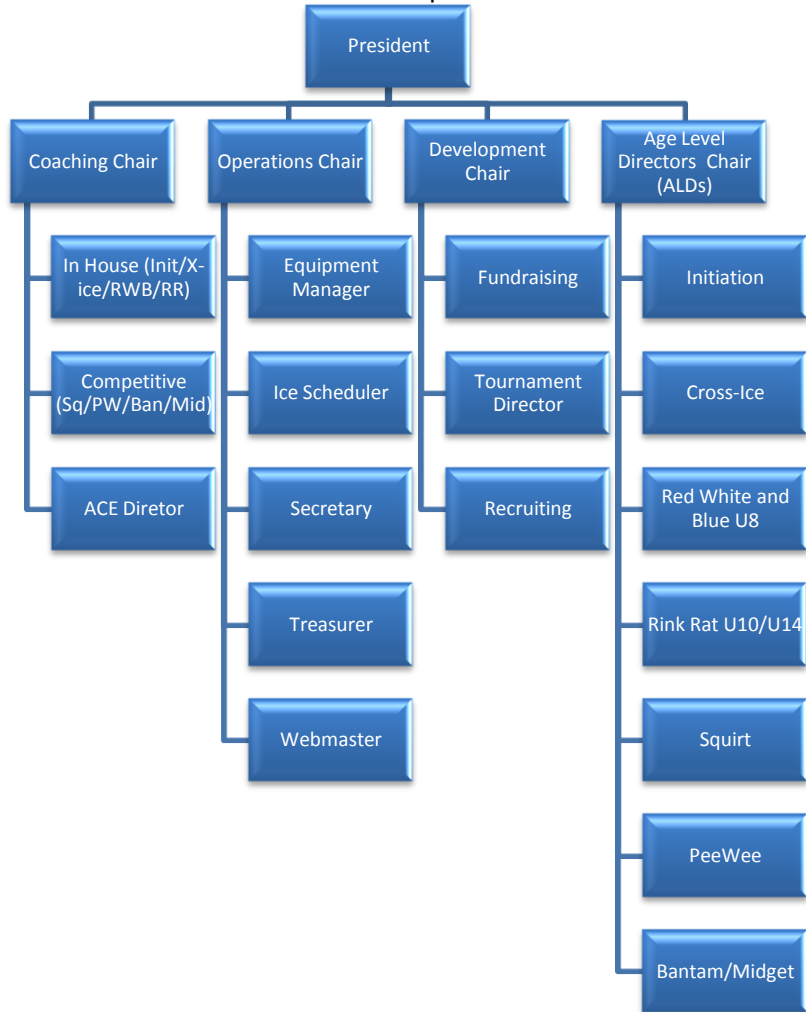 President
Coaching Chair
Operations Chair
Development
Chair
Age Level
Directors Chair
(ALDs)
In House (Init/X-
ice/RWB/RR)
Competitive
(Sq/PW/Ban/Mid)
ACE Diretor
Equipment
Manager
Ice Scheduler
Secretary
Treasurer
Webmaster
Fundraising
Tournament
Director
Recruiting
Initiation
Cross-Ice
Red White and
Blue U8
Rink Rat U10/U14
Squirt
PeeWee
Bantam/Midget